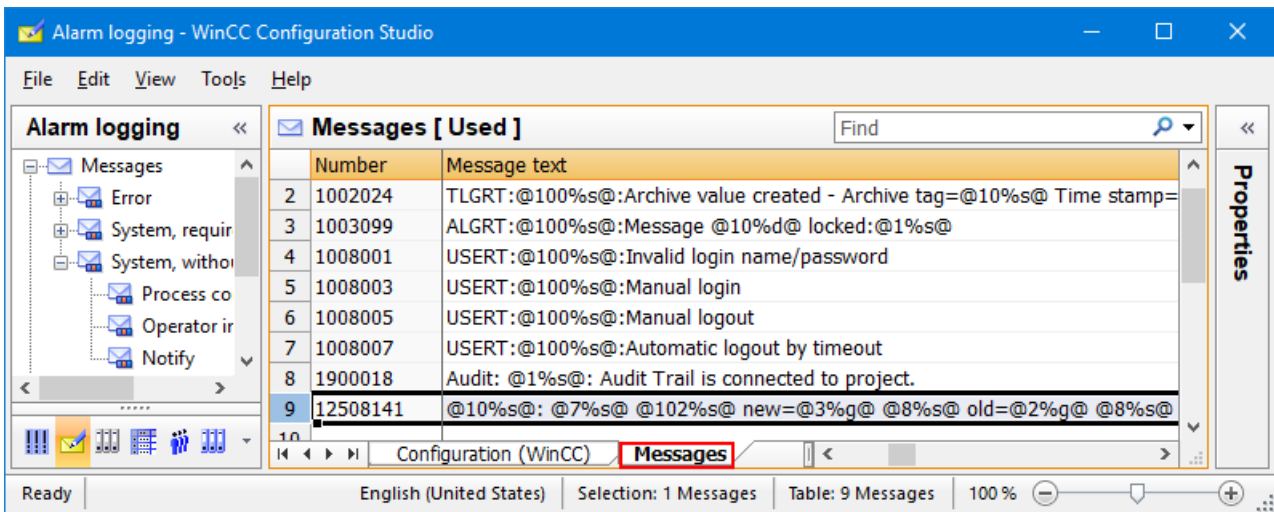 Alarm logging - WinCC Configuration Studio
File Edit View Tools Help
Alarm logging «
Messages [ Used ]
Find
«
Properties
Messages
Error
System, requir
System, withou
Process co
Operator ir
Notify
Number Message text
2 1002024 TLGRT:@100%s@:Archive value created - Archive tag=@10%s@ Time stamp=
3 1003099 ALGRT:@100%s@:Message @10%d@ locked:@1%s@
4 1008001 USERT:@100%s@:Invalid login name/password
5 1008003 USERT:@100%s@:Manual login
6 1008005 USERT:@100%s@:Manual logout
7 1008007 USERT:@100%s@:Automatic logout by timeout
8 1900018 Audit: @1%s@: Audit Trail is connected to project.
9 12508141 @10%s@: @7%s@ @102%s@ new=@3%g@ @8%s@ old=@2%g@ @8%s@
10
Configuration (WinCC) Messages
Ready English (United States) Selection: 1 Messages Table: 9 Messages 100 %